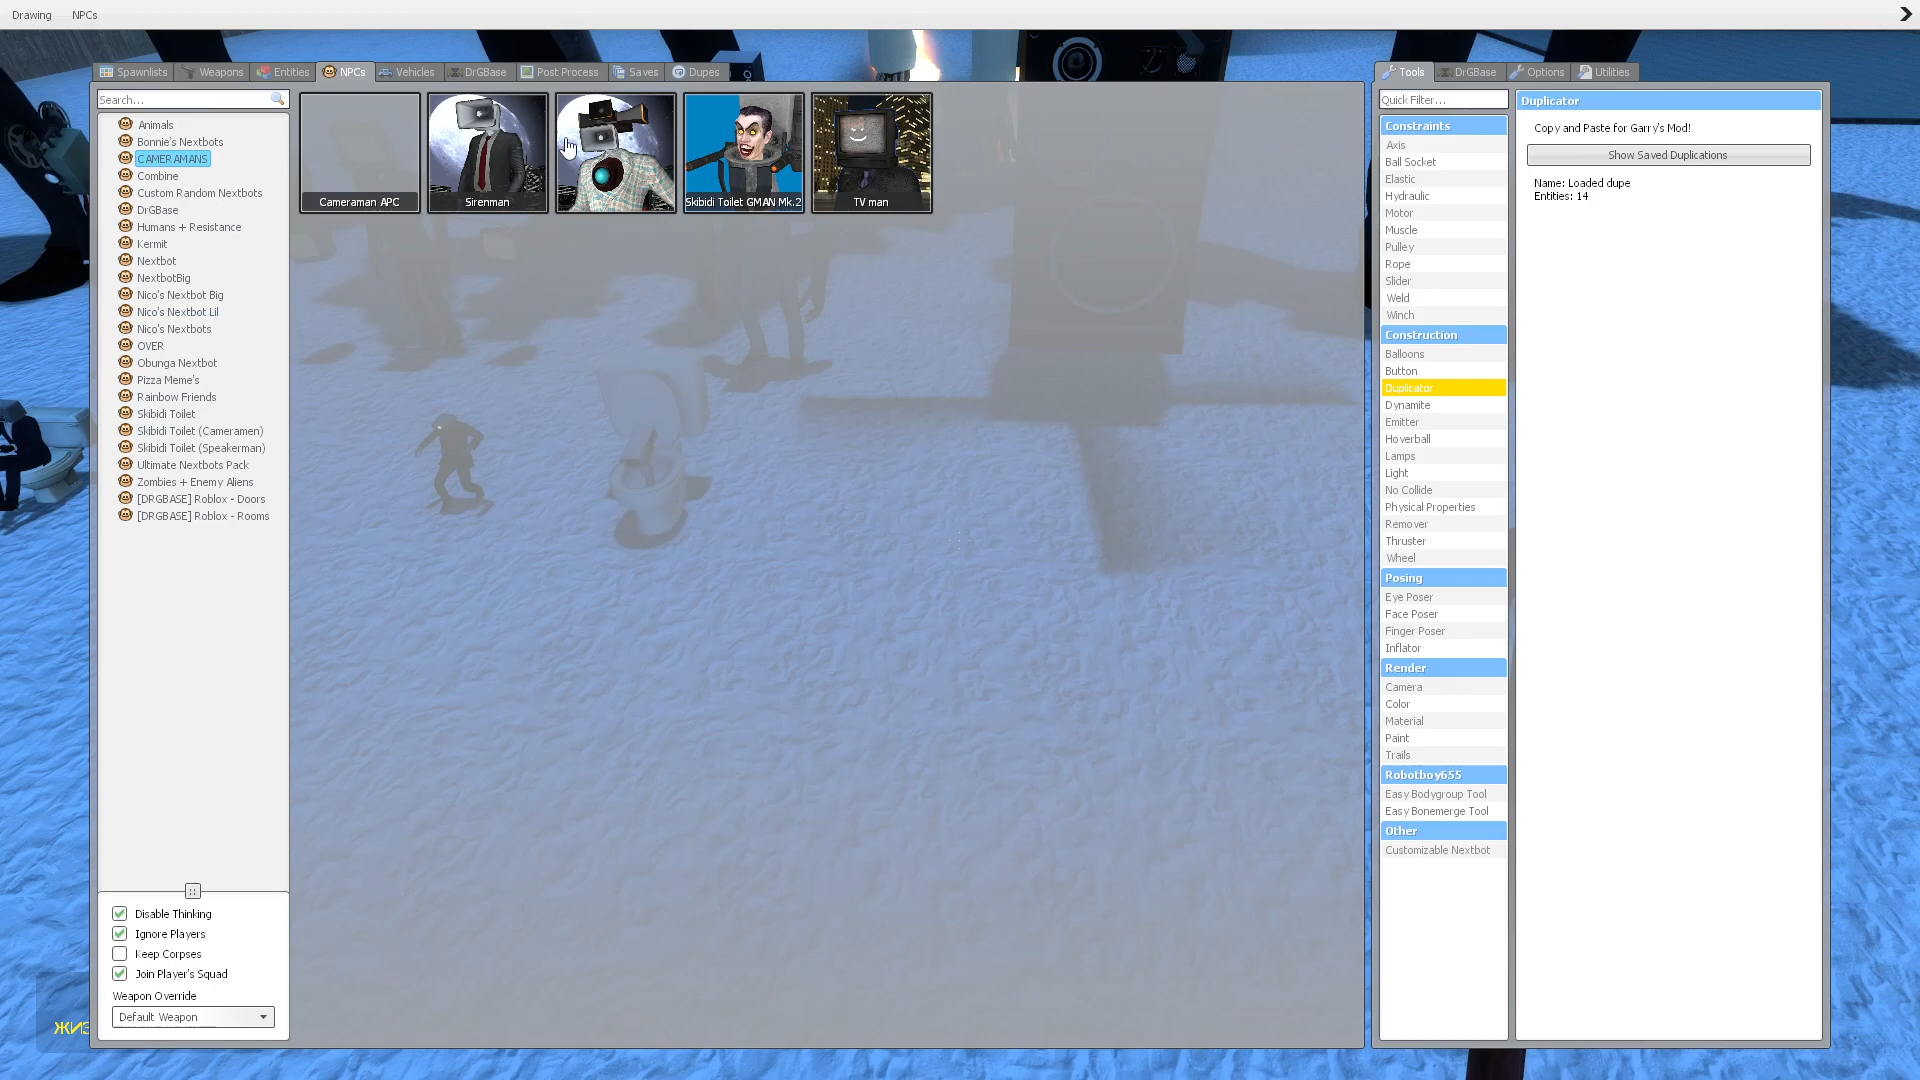 Drawing NPCs
Spawnlists Weapons Entities NPCs Vehicles DrGBase Post Process Saves Dupes
Search...
Animals
Bonnie's Nextbots
CAMERAMANS
Combine
Custom Random Nextbots
DrGBase
Humans + Resistance
Kermit
Nextbot
NextbotBig
Nico's Nextbot Big
Nico's Nextbot Lil
Nico's Nextbots
OVER
Obunga Nextbot
Pizza Meme's
Rainbow Friends
Skibidi Toilet
Skibidi Toilet (Cameramen)
Skibidi Toilet (Speakerman)
Ultimate Nextbots Pack
Zombies + Enemy Aliens
[DRGBASE] Roblox - Doors
[DRGBASE] Roblox - Rooms
Disable Thinking
Ignore Players
Keep Corpses
Join Player's Squad
Weapon Override
Default Weapon
ЖИЗ
Cameraman APC
Sirenman
Skibidi Toilet GMAN Mk.2
TV man
Tools DrGBase Options Utilities
Quick Filter...
Constraints
Axis
Ball Socket
Elastic
Hydraulic
Motor
Muscle
Pulley
Rope
Slider
Weld
Winch
Construction
Balloons
Button
Duplicator
Dynamite
Emitter
Hoverball
Lamps
Light
No Collide
Physical Properties
Remover
Thruster
Wheel
Posing
Eye Poser
Face Poser
Finger Poser
Inflator
Render
Camera
Color
Material
Paint
Trails
Robotboy655
Easy Bodygroup Tool
Easy Bonemerge Tool
Other
Customizable Nextbot
Duplicator
Copy and Paste for Garry's Mod!
Show Saved Duplications
Name: Loaded dupe
Entities: 14